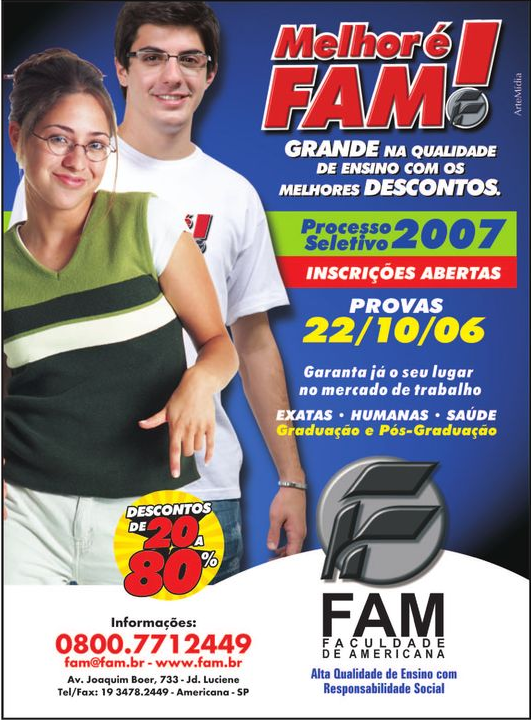 Melhor é
FAM!
ArteMídia
GRANDE NA QUALIDADE
DE ENSINO COM OS
MELHORES DESCONTOS.
Processo
Seletivo 2007
INSCRIÇÕES ABERTAS
PROVAS
22/10/06
Garanta já o seu lugar
no mercado de trabalho
EXATAS • HUMANAS • SAÚDE
Graduação e Pós-Graduação
DESCONTOS
DE 20 A
80%
FAM
FACULDADE
DE AMERICANA
Alta Qualidade de Ensino com
Responsabilidade Social
Informações:
0800.7712449
fam@fam.br - www.fam.br
Av. Joaquim Boer, 733 - Jd. Luciene
Tel/Fax: 19 3478.2449 - Americana - SP